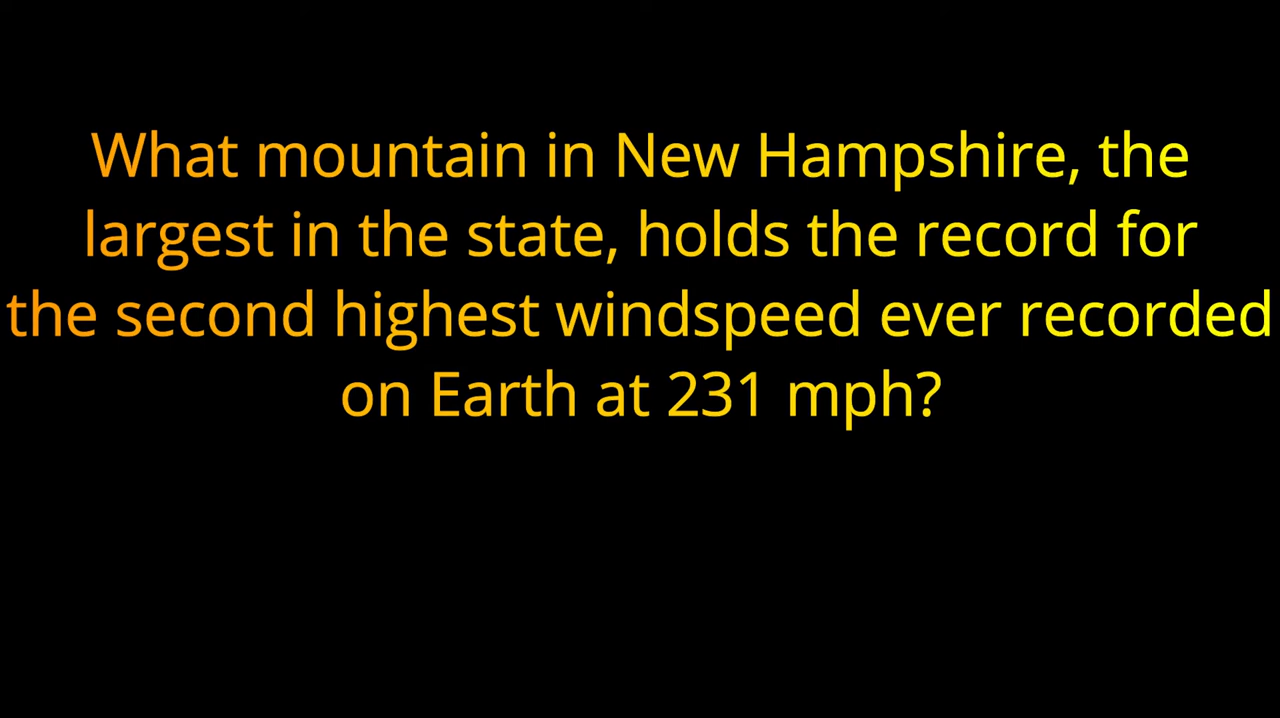 What mountain in New Hampshire, the
largest in the state, holds the record for
the second highest windspeed ever recorded
on Earth at 231 mph?